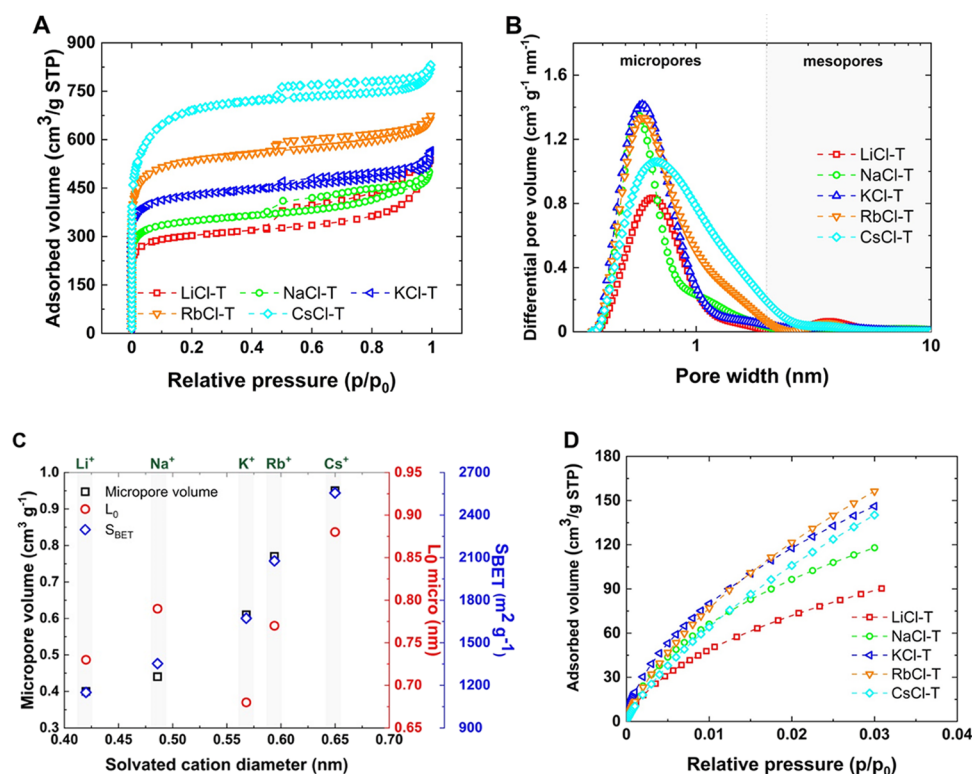 A
Adsorbed volume (cm³/g STP)
900
750
600
450
300
150
0
LiCl-T NaCl-T KCl-T
RbCl-T CsCl-T
0 0.2 0.4 0.6 0.8 1
Relative pressure (p/p₀)
B
Differential pore volume (cm³ g⁻¹ nm⁻¹)
micropores mesopores
1.6
1.2
0.8
0.4
0
LiCl-T
NaCl-T
KCl-T
RbCl-T
CsCl-T
1 10
Pore width (nm)
C
Li⁺ Na⁺ K⁺ Rb⁺ Cs⁺
Micropore volume (cm³ g⁻¹)
1.0
0.9
0.8
0.7
0.6
0.5
0.4
0.3
Micropore volume
L₀
S_BET
0.95
0.90
0.85
0.80
0.75
0.70
0.65
L₀ micro (nm)
2700
2400
2100
1800
1500
1200
900
S_BET (m² g⁻¹)
0.40 0.45 0.50 0.55 0.60 0.65 0.70
Solvated cation diameter (nm)
D
Adsorbed volume (cm³/g STP)
180
150
120
90
60
30
0
LiCl-T
NaCl-T
KCl-T
RbCl-T
CsCl-T
0 0.01 0.02 0.03 0.04
Relative pressure (p/p₀)